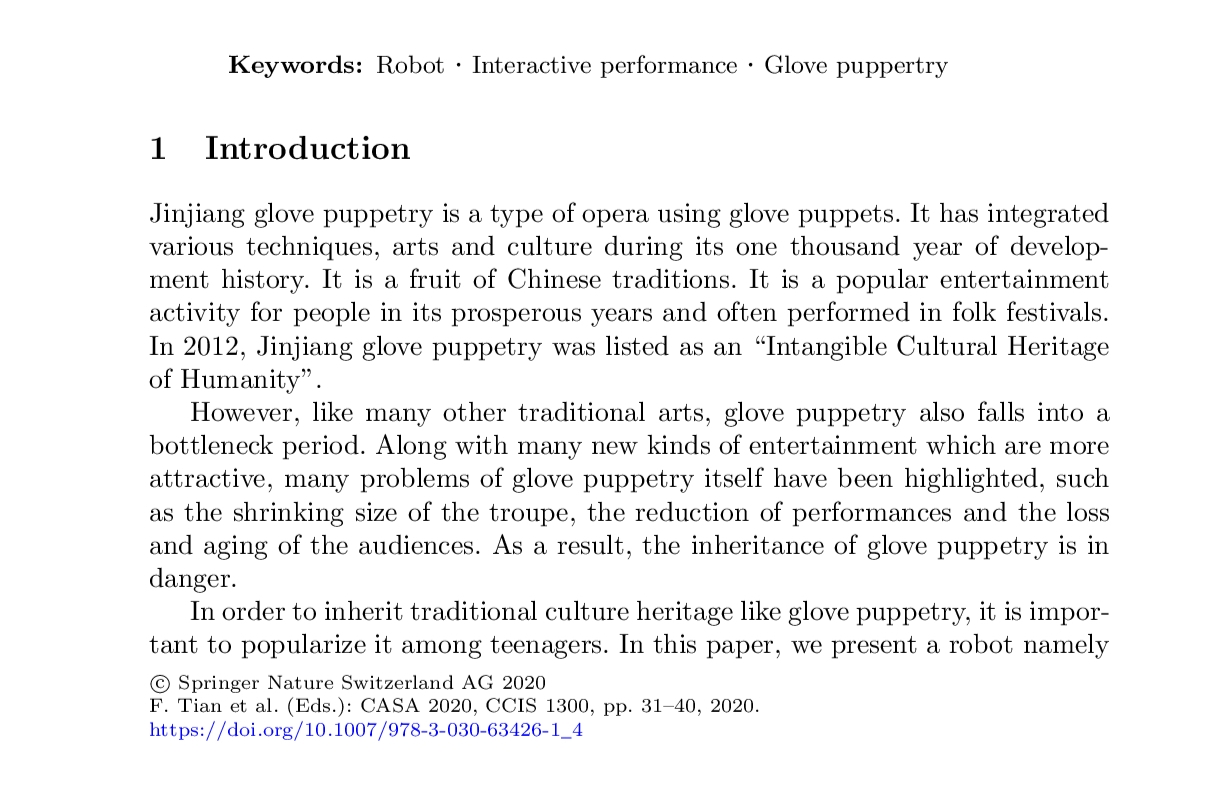 Keywords: Robot · Interactive performance · Glove puppertry
1 Introduction
Jinjiang glove puppetry is a type of opera using glove puppets. It has integrated
various techniques, arts and culture during its one thousand year of develop-
ment history. It is a fruit of Chinese traditions. It is a popular entertainment
activity for people in its prosperous years and often performed in folk festivals.
In 2012, Jinjiang glove puppetry was listed as an “Intangible Cultural Heritage
of Humanity”.
However, like many other traditional arts, glove puppetry also falls into a
bottleneck period. Along with many new kinds of entertainment which are more
attractive, many problems of glove puppetry itself have been highlighted, such
as the shrinking size of the troupe, the reduction of performances and the loss
and aging of the audiences. As a result, the inheritance of glove puppetry is in
danger.
In order to inherit traditional culture heritage like glove puppetry, it is impor-
tant to popularize it among teenagers. In this paper, we present a robot namely
© Springer Nature Switzerland AG 2020
F. Tian et al. (Eds.): CASA 2020, CCIS 1300, pp. 31–40, 2020.
https://doi.org/10.1007/978-3-030-63426-1_4